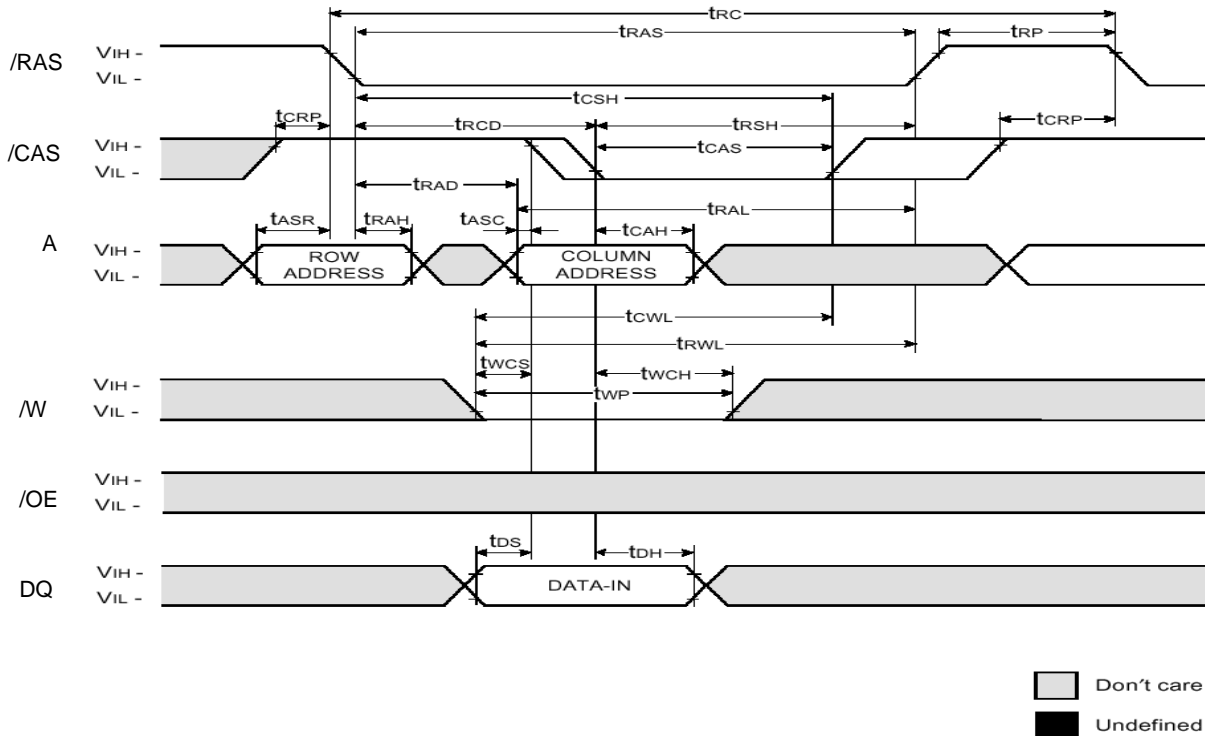 tRC
tRAS
tRP
/RAS
VIH -
VIL -
tCSH
tCRP
tRCD
tRSH
tCRP
/CAS
VIH -
VIL -
tCAS
tRAD
tRAL
tASR
tRAH
tASC
tCAH
A
VIH -
VIL -
ROW
ADDRESS
COLUMN
ADDRESS
tCWL
tRWL
tWCS
tWCH
tWP
/W
VIH -
VIL -
/OE
VIH -
VIL -
tDS
tDH
DQ
VIH -
VIL -
DATA-IN
Don't care
Undefined